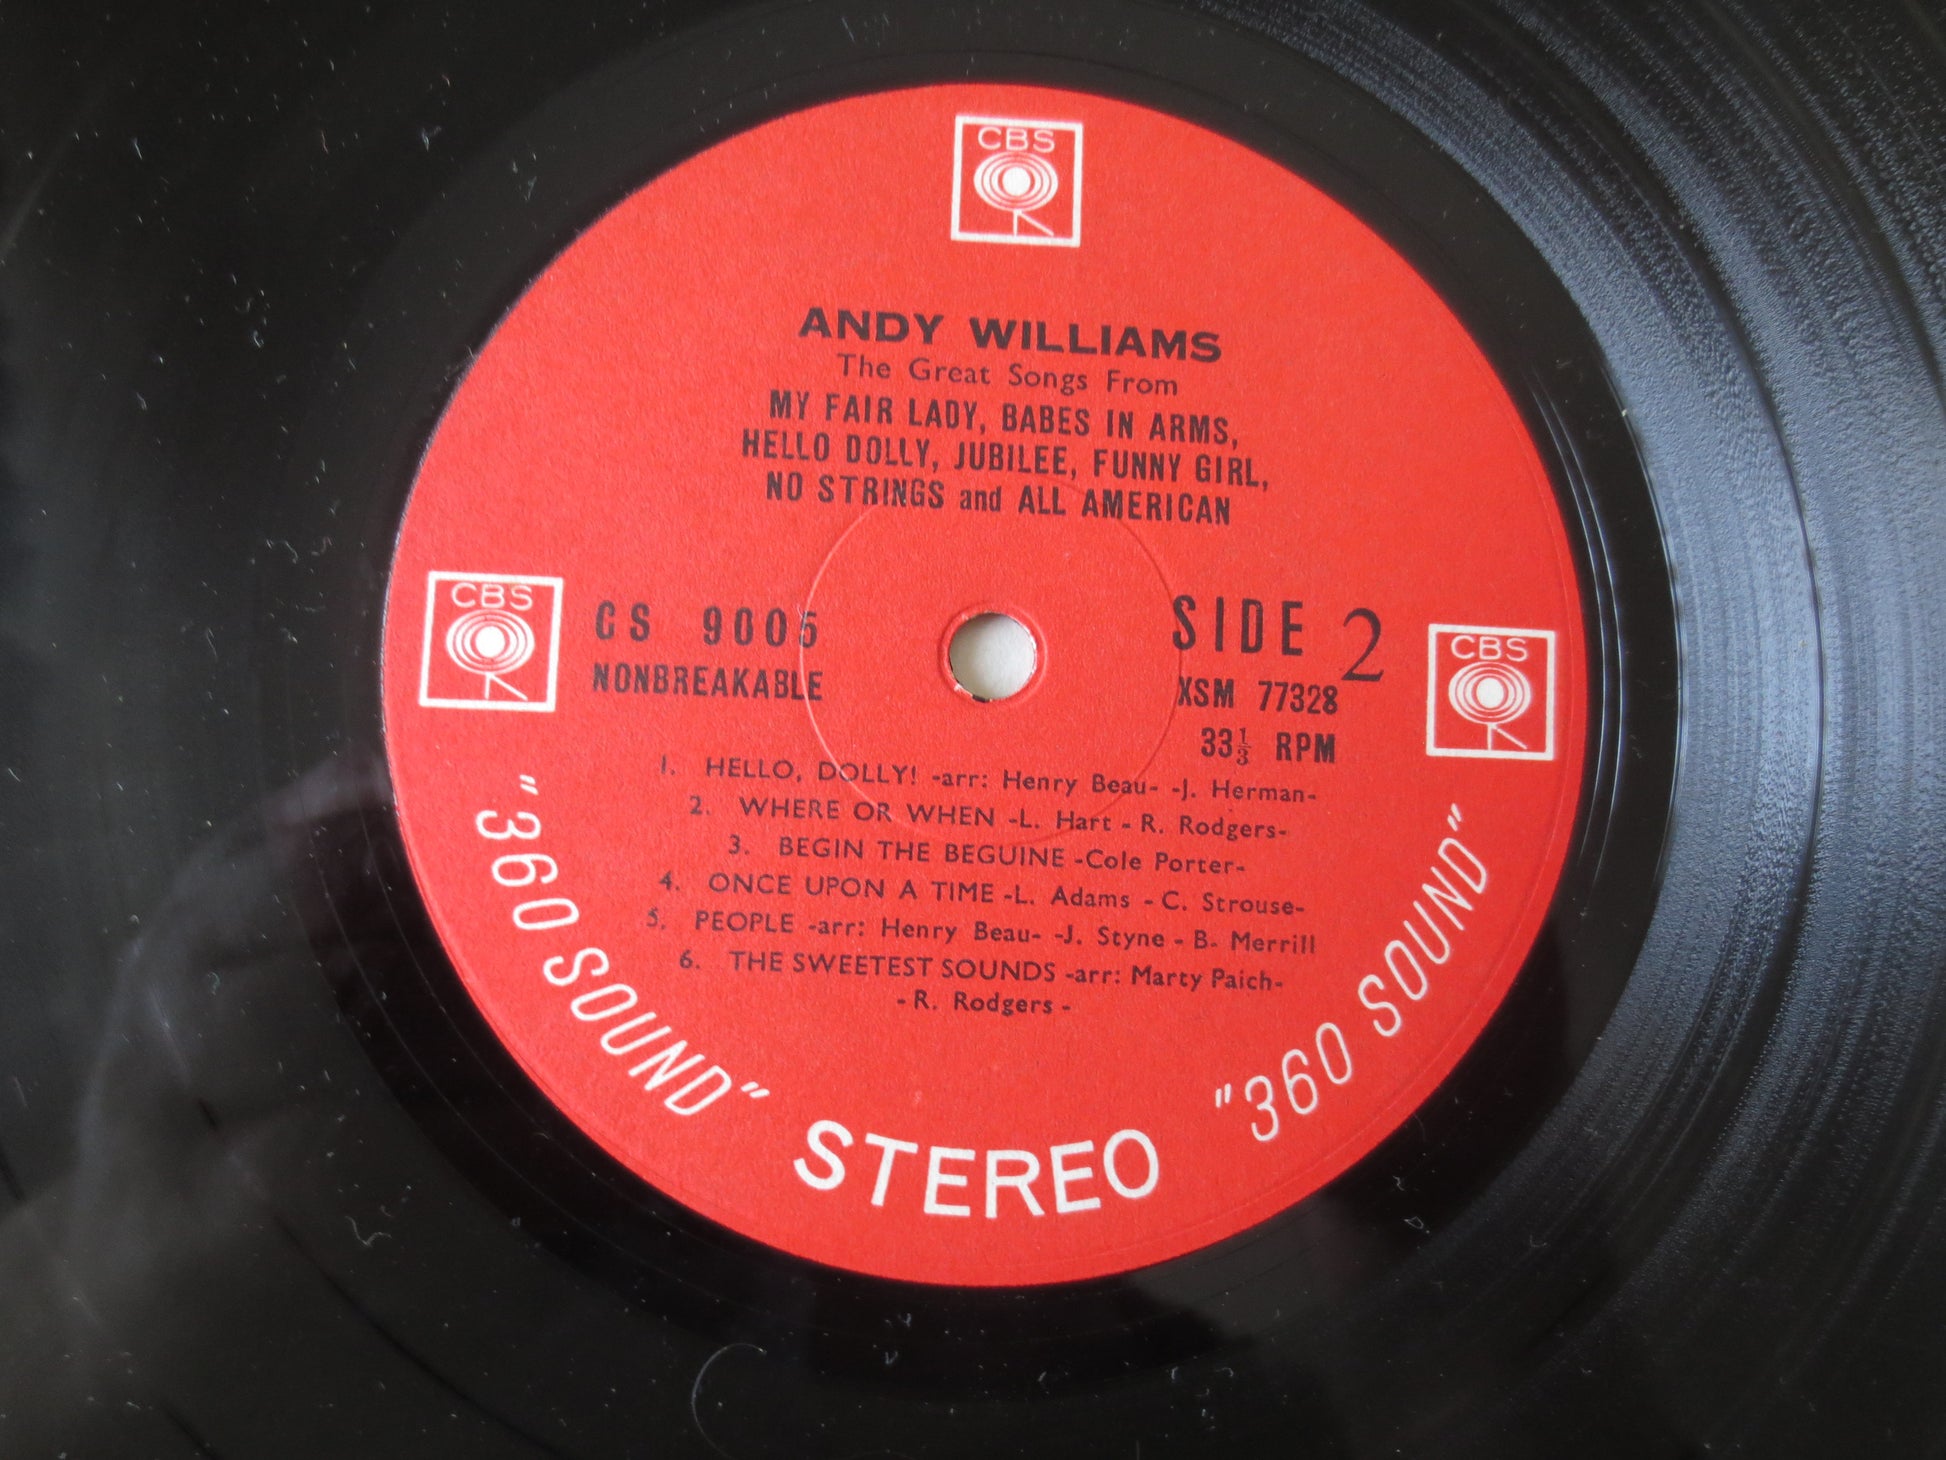 CBS
ANDY WILLIAMS
The Great Songs From
MY FAIR LADY, BABES IN ARMS,
HELLO DOLLY, JUBILEE, FUNNY GIRL,
NO STRINGS and ALL AMERICAN
CBS
CS 9005
NONBREAKABLE
SIDE 2
XSM 77328
33⅓ RPM
CBS
1. HELLO, DOLLY! -arr: Henry Beau- -J. Herman-
2. WHERE OR WHEN -L. Hart - R. Rodgers-
3. BEGIN THE BEGUINE -Cole Porter-
4. ONCE UPON A TIME -L. Adams - C. Strouse-
5. PEOPLE -arr: Henry Beau- -J. Styne - B. Merrill
6. THE SWEETEST SOUNDS -arr: Marty Paich-
- R. Rodgers -
"360 SOUND" STEREO "360 SOUND"